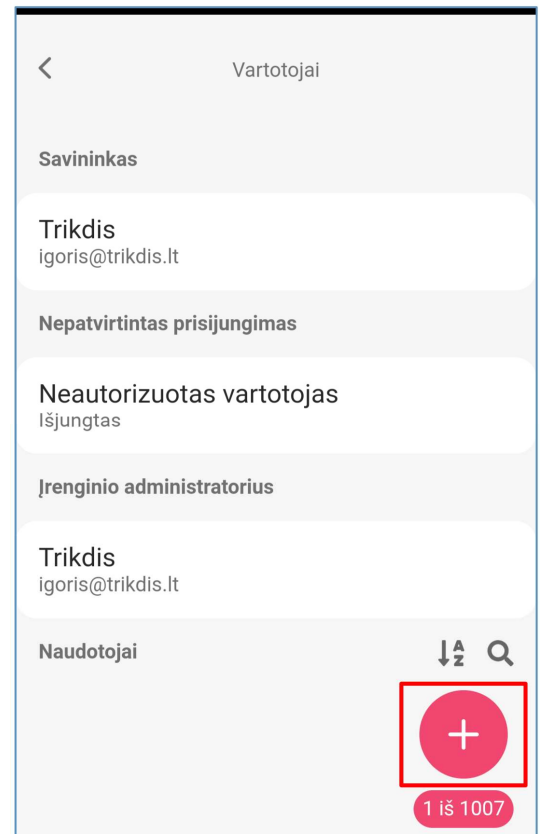 Vartotojai
Savininkas
Trikdis
igoris@trikdis.lt
Nepatvirtintas prisijungimas
Neautorizuotas vartotojas
Išjungtas
Įrenginio administratorius
Trikdis
igoris@trikdis.lt
Naudotojai
1 iš 1007